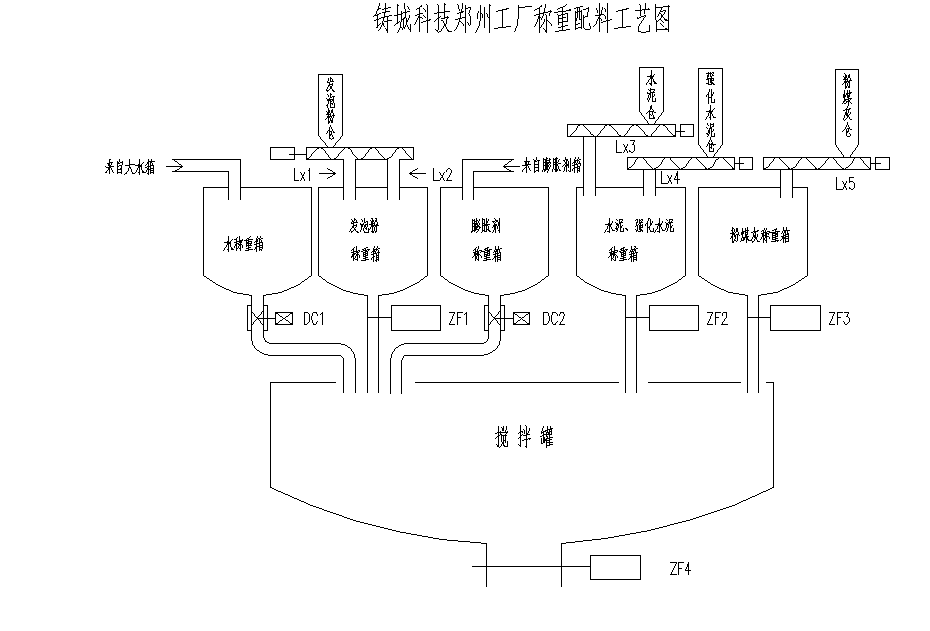 铸城科技郑州工厂称重配料工艺图
发泡粉仓
水泥仓
强化水泥仓
粉煤灰仓
来自大水箱
Lx1
Lx2
来自膨胀剂箱
Lx3
Lx4
Lx5
水称重箱
发泡粉
称重箱
膨胀剂
称重箱
水泥、强化水泥
称重箱
粉煤灰称重箱
DC1
ZF1
DC2
ZF2
ZF3
搅拌罐
ZF4